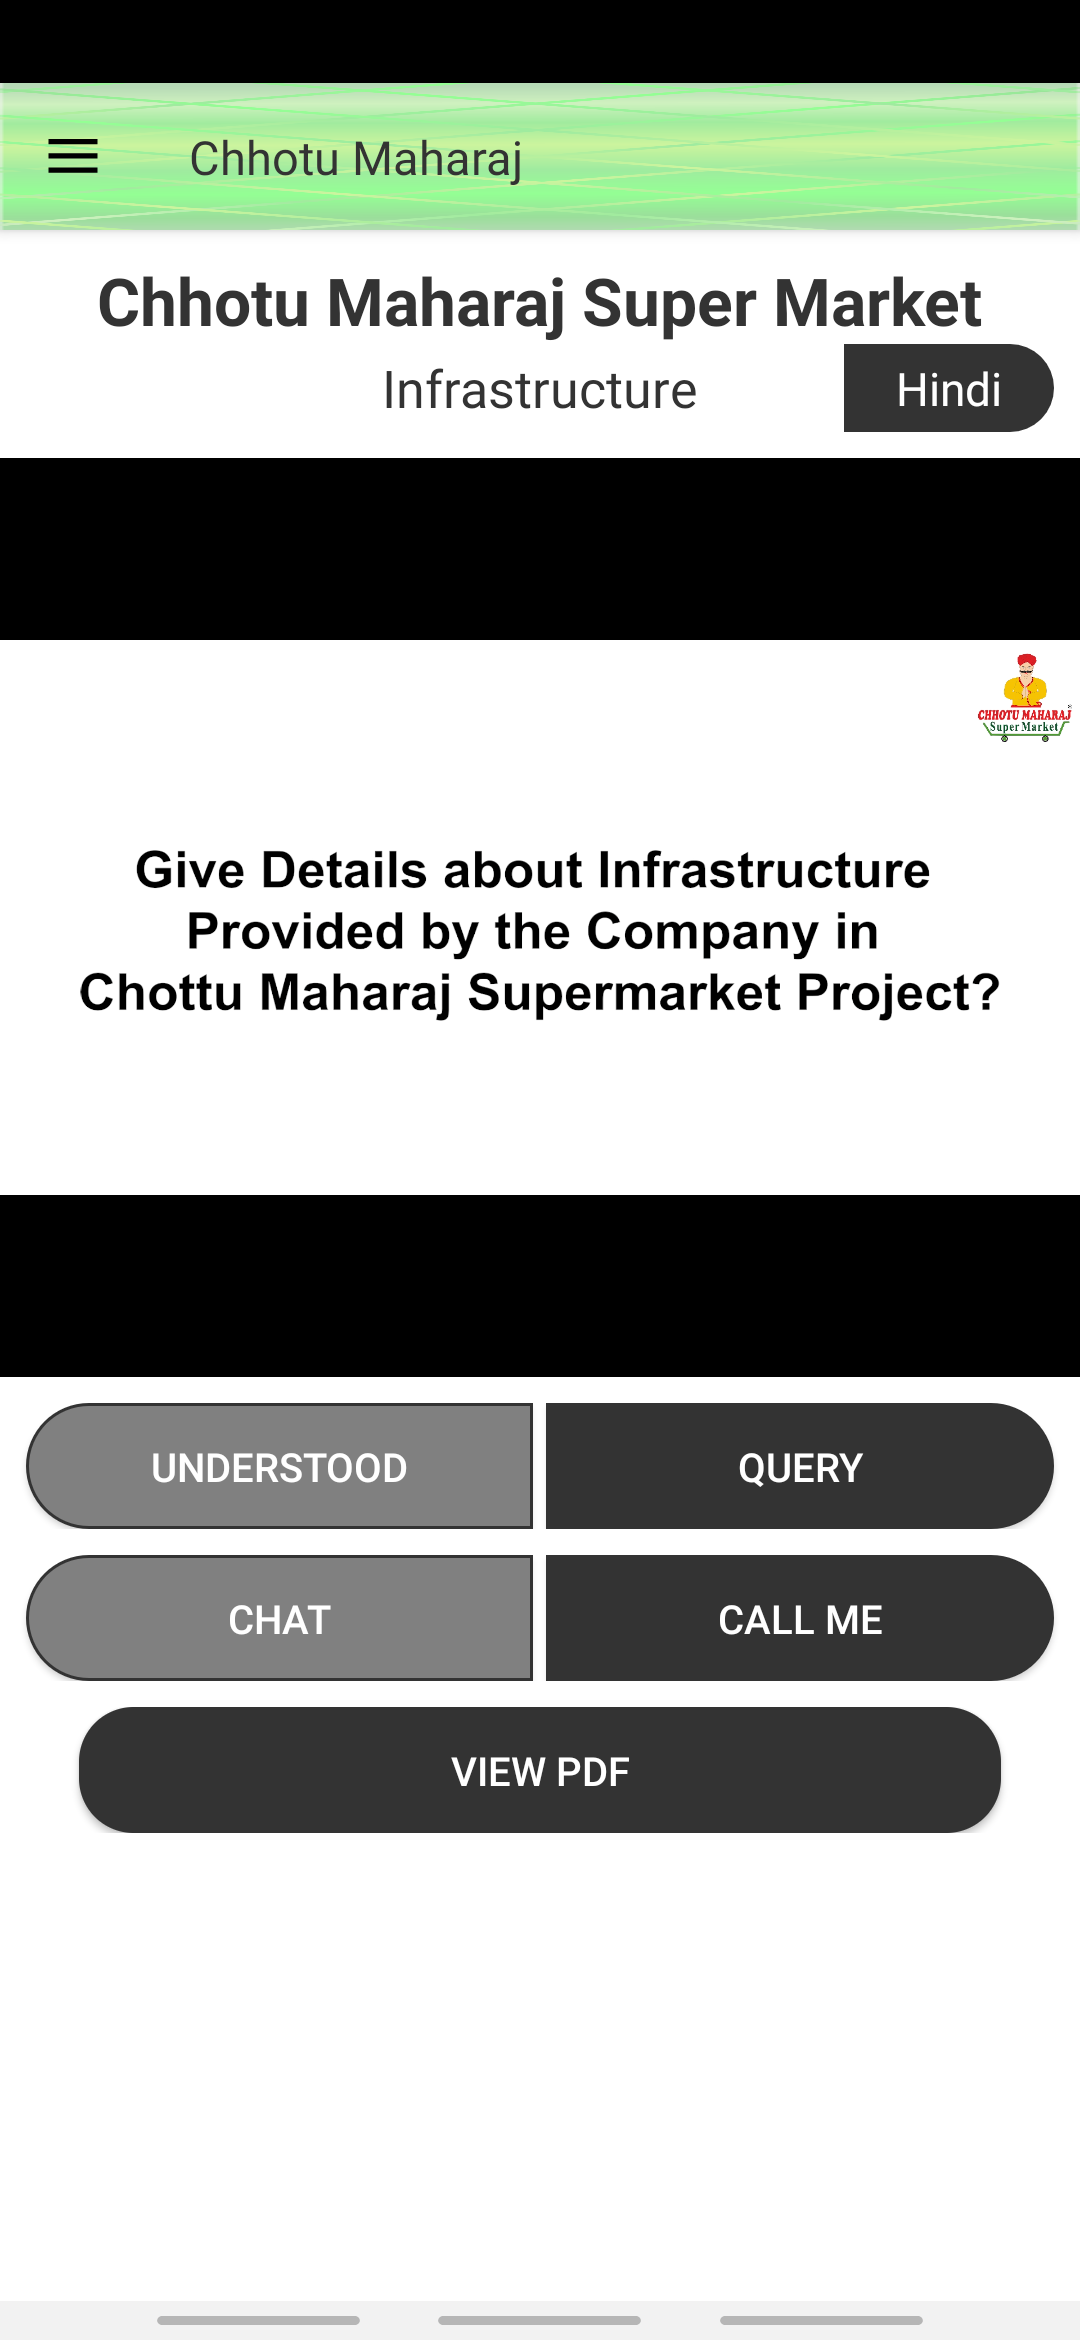 Chhotu Maharaj
Chhotu Maharaj Super Market
Infrastructure
Hindi
CHHOTU MAHARAJ
Super Market
Give Details about Infrastructure
Provided by the Company in
Chottu Maharaj Supermarket Project?
UNDERSTOOD
QUERY
CHAT
CALL ME
VIEW PDF